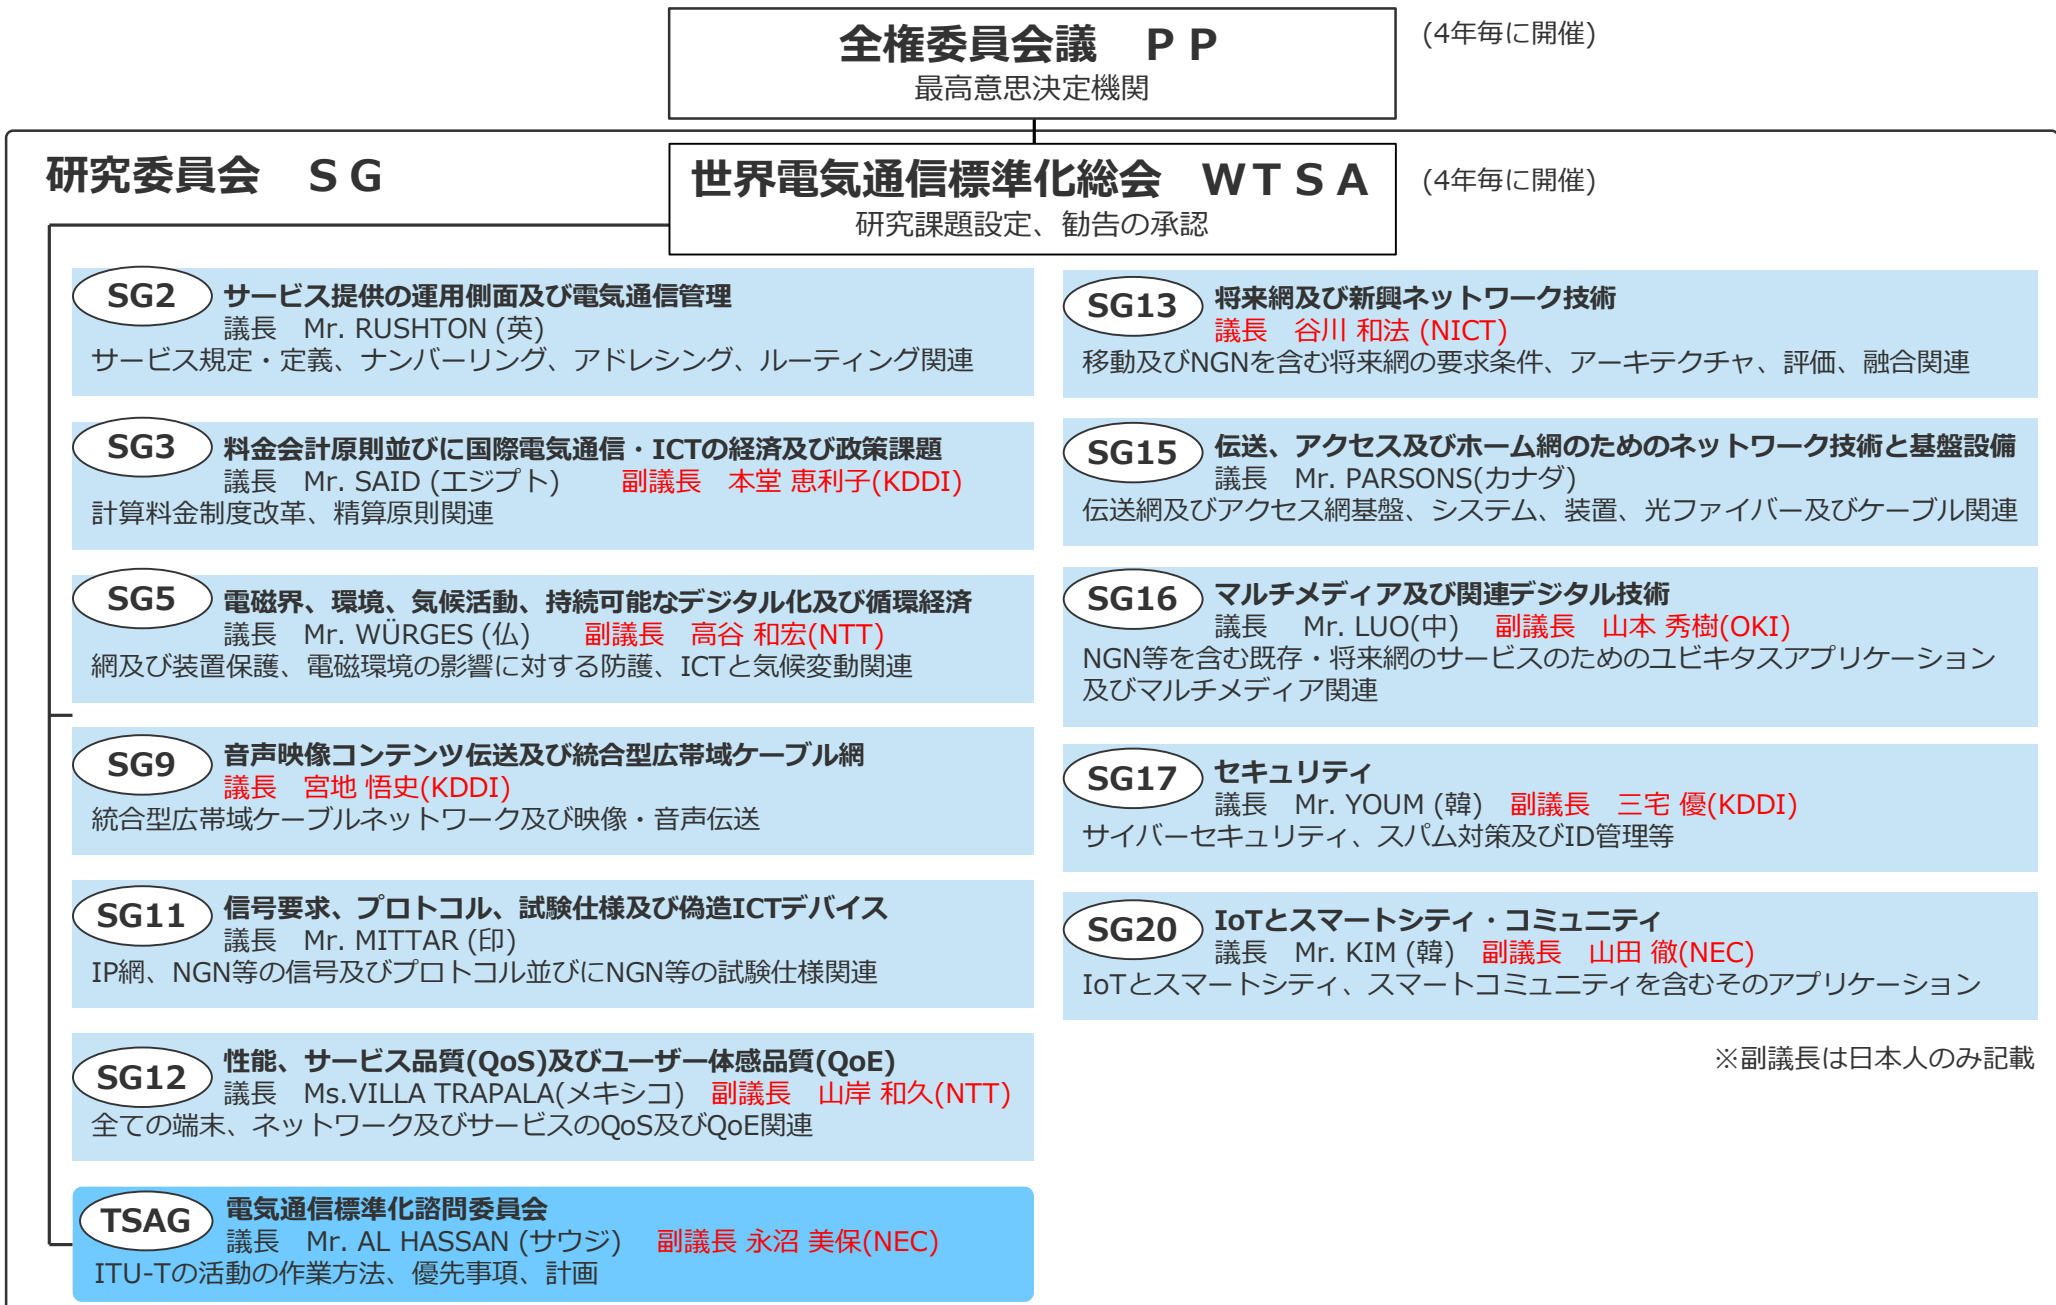 全権委員会議　ＰＰ
(4年毎に開催)
最高意思決定機関
研究委員会　ＳＧ
世界電気通信標準化総会　ＷＴＳＡ
(4年毎に開催)
研究課題設定、勧告の承認
SG2
サービス提供の運用側面及び電気通信管理
議長　Mr. RUSHTON (英)
サービス規定・定義、ナンバーリング、アドレシング、ルーティング関連
SG3
料金会計原則並びに国際電気通信・ICTの経済及び政策課題
議長　Mr. SAID (エジプト)　　副議長　本堂 恵利子(KDDI)
計算料金制度改革、精算原則関連
SG5
電磁界、環境、気候活動、持続可能なデジタル化及び循環経済
議長　Mr. WÜRGES (仏)　　副議長　高谷 和宏(NTT)
網及び装置保護、電磁環境の影響に対する防護、ICTと気候変動関連
SG9
音声映像コンテンツ伝送及び統合型広帯域ケーブル網
議長　宮地 悟史(KDDI)
統合型広帯域ケーブルネットワーク及び映像・音声伝送
SG11
信号要求、プロトコル、試験仕様及び偽造ICTデバイス
議長　Mr. MITTAR (印)
IP網、NGN等の信号及びプロトコル並びにNGN等の試験仕様関連
SG12
性能、サービス品質(QoS)及びユーザー体感品質(QoE)
議長　Ms.VILLA TRAPALA(メキシコ)　副議長　山岸 和久(NTT)
全ての端末、ネットワーク及びサービスのQoS及びQoE関連
TSAG
電気通信標準化諮問委員会
議長　Mr. AL HASSAN (サウジ)　副議長 永沼 美保(NEC)
ITU-Tの活動の作業方法、優先事項、計画
SG13
将来網及び新興ネットワーク技術
議長　谷川 和法 (NICT)
移動及びNGNを含む将来網の要求条件、アーキテクチャ、評価、融合関連
SG15
伝送、アクセス及びホーム網のためのネットワーク技術と基盤設備
議長　Mr. PARSONS(カナダ)
伝送網及びアクセス網基盤、システム、装置、光ファイバー及びケーブル関連
SG16
マルチメディア及び関連デジタル技術
議長　 Mr. LUO(中)　副議長　山本 秀樹(OKI)
NGN等を含む既存・将来網のサービスのためのユビキタスアプリケーション
及びマルチメディア関連
SG17
セキュリティ
議長　Mr. YOUM (韓)　副議長　三宅 優(KDDI)
サイバーセキュリティ、スパム対策及びID管理等
SG20
IoTとスマートシティ・コミュニティ
議長　Mr. KIM (韓)　副議長　山田 徹(NEC)
IoTとスマートシティ、スマートコミュニティを含むそのアプリケーション
※副議長は日本人のみ記載